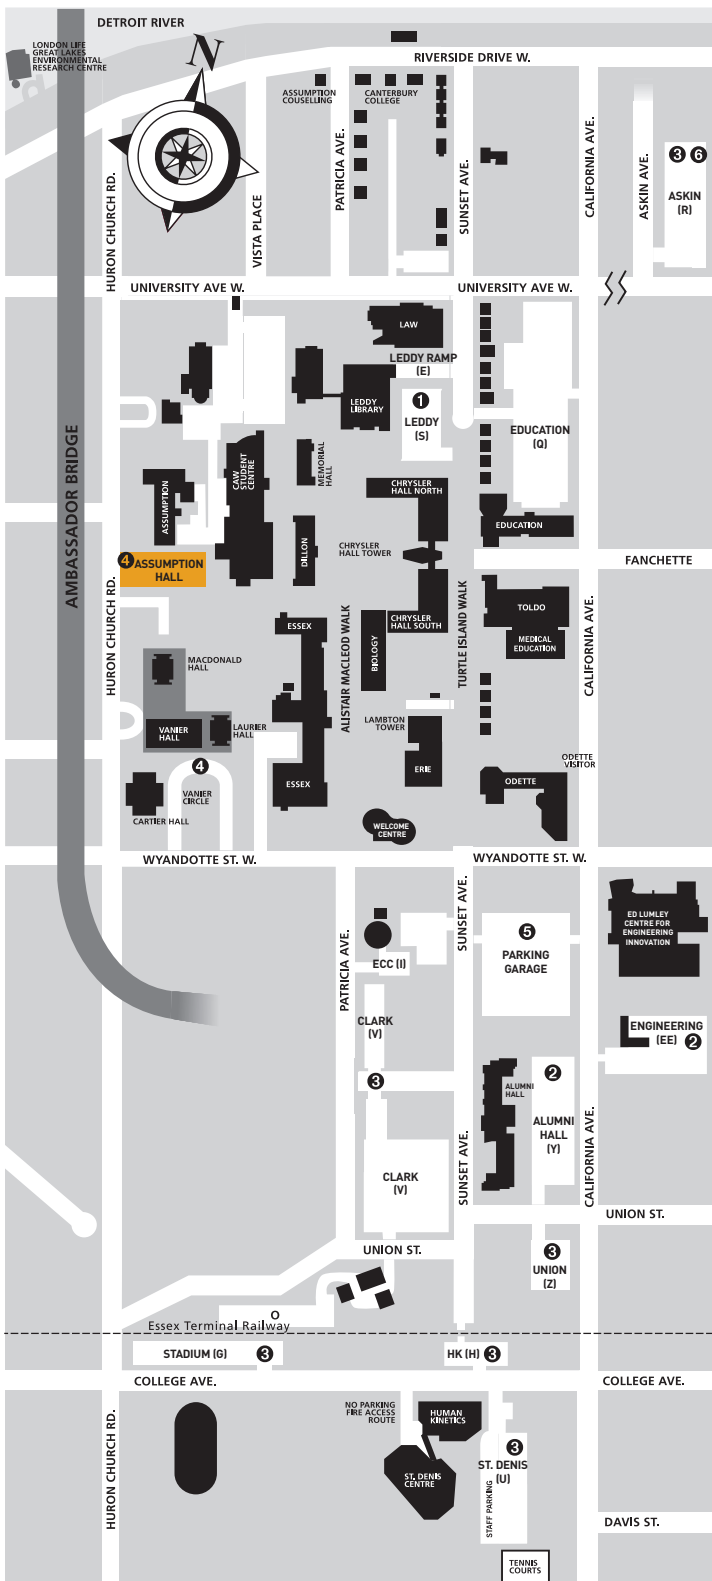 DETROIT RIVER
LONDON LIFE
GREAT LAKES
ENVIRONMENTAL
RESEARCH CENTRE
N
RIVERSIDE DRIVE W.
ASSUMPTION
COUSELLING
CANTERBURY
COLLEGE
HURON CHURCH RD.
VISTA PLACE
PATRICIA AVE.
SUNSET AVE.
CALIFORNIA AVE.
ASKIN AVE.
3 6
ASKIN
(R)
UNIVERSITY AVE W.
UNIVERSITY AVE W.
LAW
LEDDY RAMP
(E)
LEDDY
LIBRARY
1
LEDDY
(S)
EDUCATION
(Q)
AMBASSADOR BRIDGE
ASSUMPTION
CAW
STUDENT
CENTRE
MEMORIAL
HALL
CHRYSLER
HALL NORTH
EDUCATION
DILLON
CHRYSLER
HALL TOWER
FANCHETTE
4
ASSUMPTION
HALL
HURON CHURCH RD.
ESSEX
ALISTAIR MACLEOD WALK
BIOLOGY
CHRYSLER
HALL SOUTH
TURTLE ISLAND WALK
TOLDO
MEDICAL
EDUCATION
CALIFORNIA AVE.
MACDONALD
HALL
VANIER
HALL
LAURIER
HALL
LAMBTON
TOWER
ERIE
ODETTE
VISITOR
ODETTE
4
VANIER
CIRCLE
CARTIER HALL
ESSEX
WELCOME
CENTRE
WYANDOTTE ST. W.
WYANDOTTE ST. W.
PATRICIA AVE.
SUNSET AVE.
5
PARKING
GARAGE
ED LUMLEY
CENTRE FOR
ENGINEERING
INNOVATION
ECC (I)
CLARK
(V)
ENGINEERING
(EE) 2
3
2
ALUMNI
HALL
ALUMNI
HALL
(Y)
SUNSET AVE.
CALIFORNIA AVE.
CLARK
(V)
UNION ST.
UNION ST.
3
UNION
(Z)
O
Essex Terminal Railway
STADIUM (G) 3
HK (H) 3
COLLEGE AVE.
COLLEGE AVE.
HURON CHURCH RD.
NO PARKING
FIRE ACCESS
ROUTE
HUMAN
KINETICS
ST. DENIS
CENTRE
3
ST. DENIS
(U)
STAFF PARKING
DAVIS ST.
TENNIS
COURTS